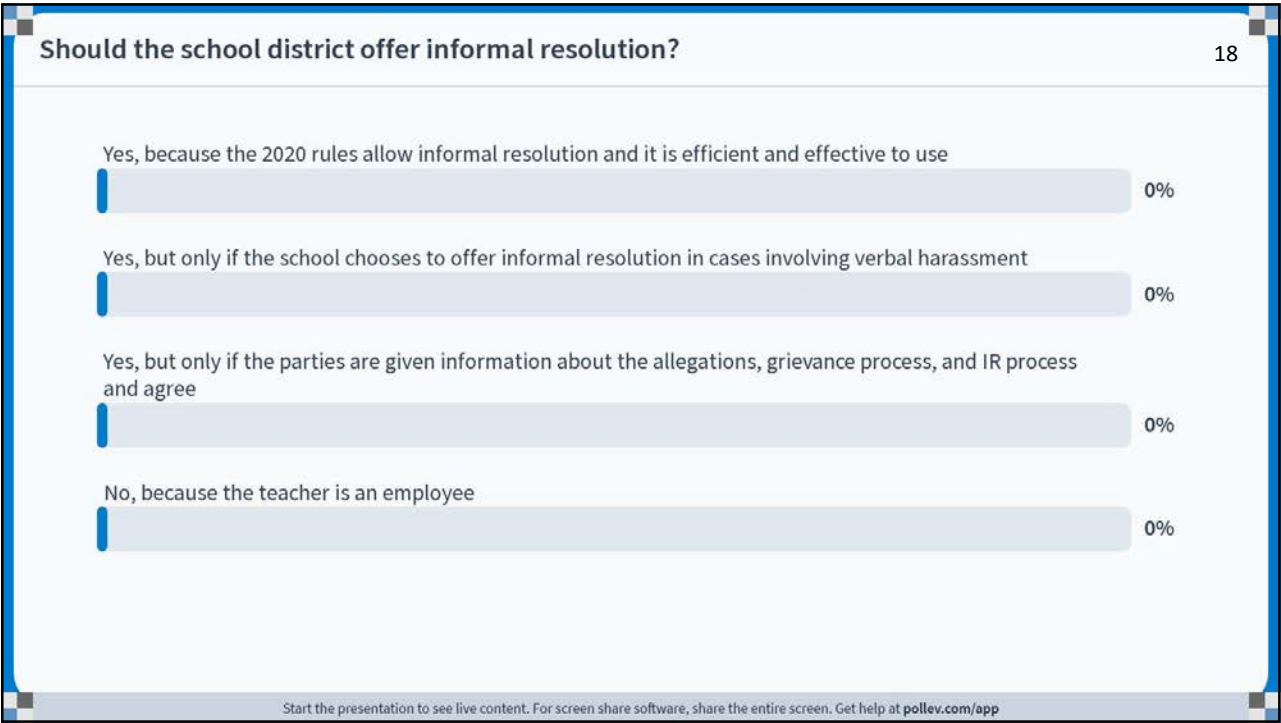 Should the school district offer informal resolution?
18
Yes, because the 2020 rules allow informal resolution and it is efficient and effective to use
0%
Yes, but only if the school chooses to offer informal resolution in cases involving verbal harassment
0%
Yes, but only if the parties are given information about the allegations, grievance process, and IR process
and agree
0%
No, because the teacher is an employee
0%
Start the presentation to see live content. For screen share software, share the entire screen. Get help at pollev.com/app